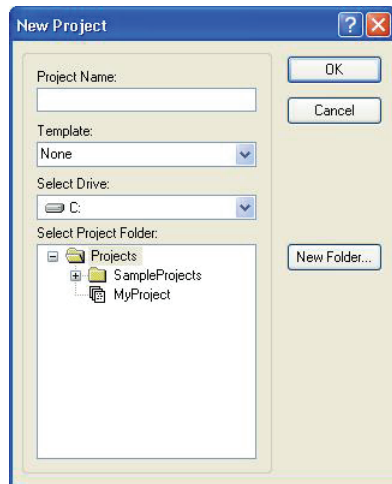 New Project
Project Name:
OK
Cancel
Template:
None
Select Drive:
C:
Select Project Folder:
Projects
SampleProjects
MyProject
New Folder...